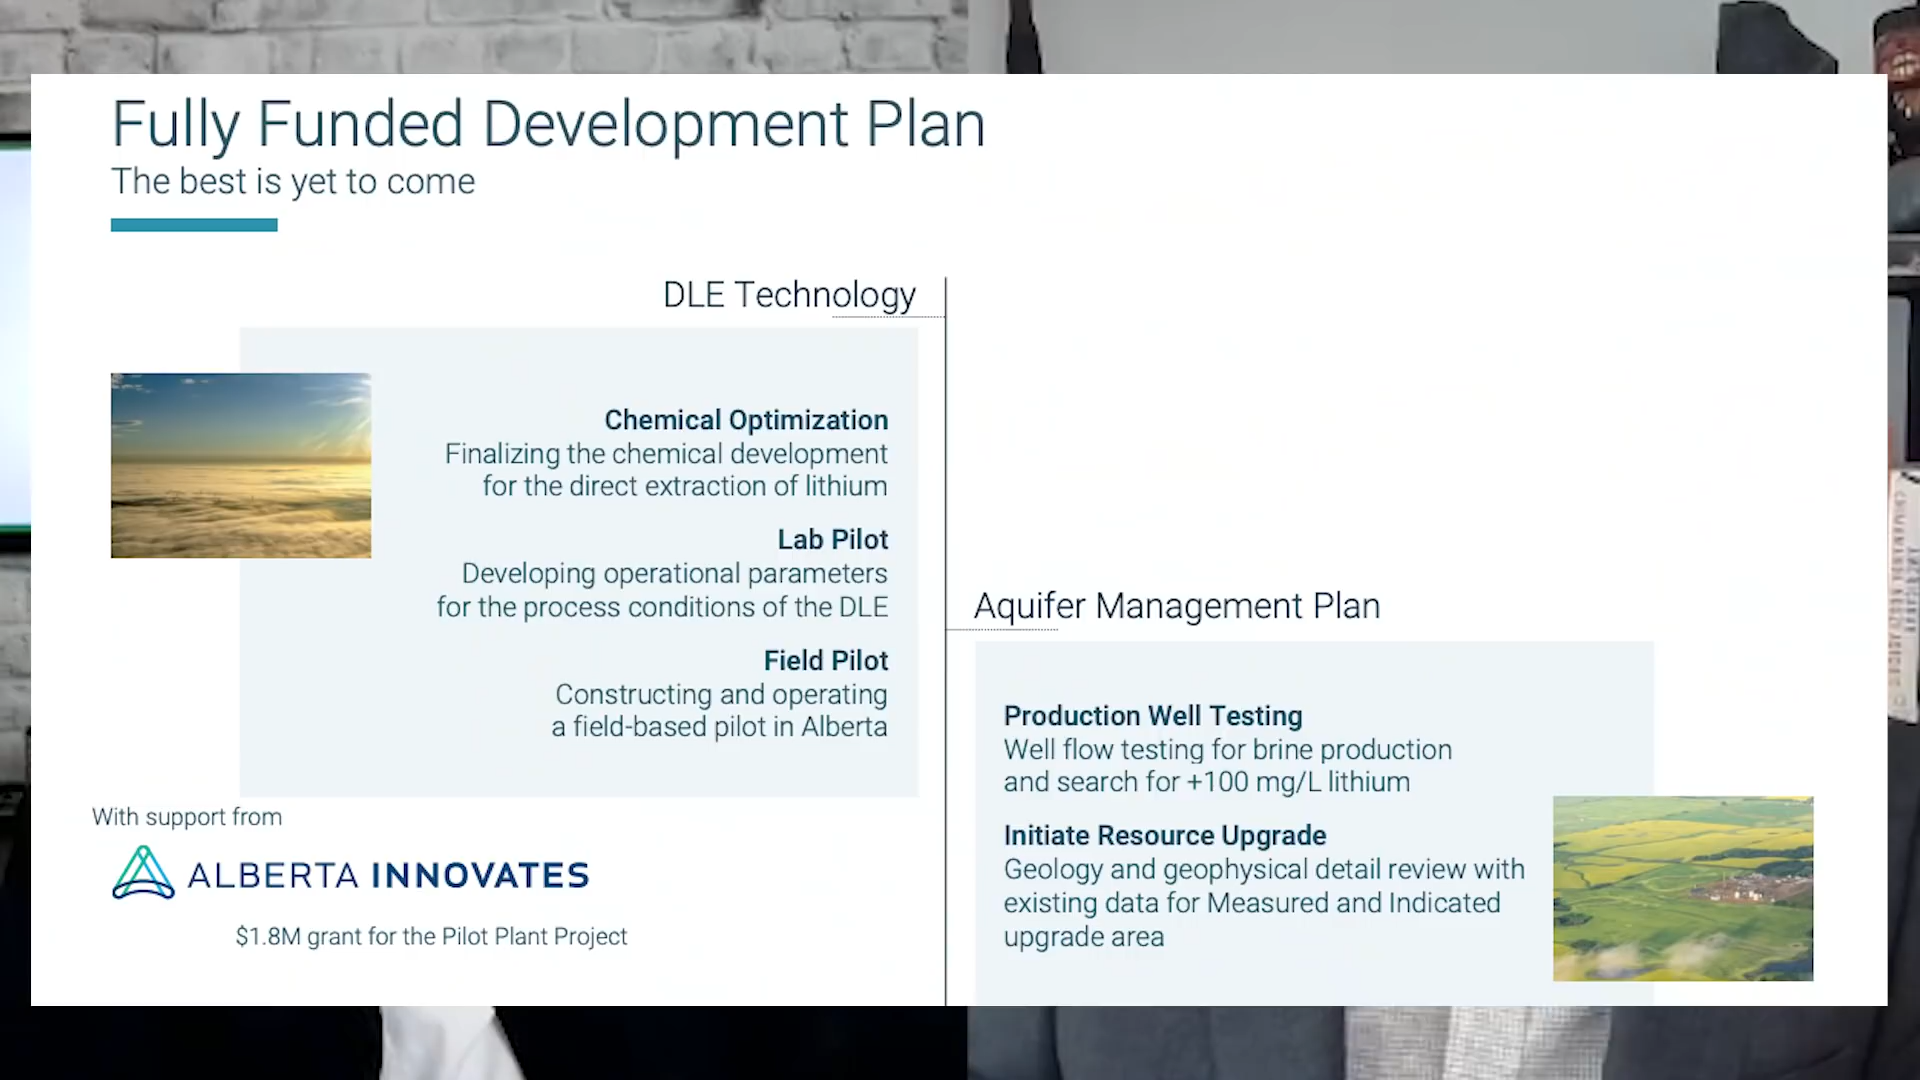 Fully Funded Development Plan
The best is yet to come
DLE Technology
Chemical Optimization
Finalizing the chemical development
for the direct extraction of lithium
Lab Pilot
Developing operational parameters
for the process conditions of the DLE
Field Pilot
Constructing and operating
a field-based pilot in Alberta
With support from
ALBERTA INNOVATES
$1.8M grant for the Pilot Plant Project
Aquifer Management Plan
Production Well Testing
Well flow testing for brine production
and search for +100 mg/L lithium
Initiate Resource Upgrade
Geology and geophysical detail review with
existing data for Measured and Indicated
upgrade area